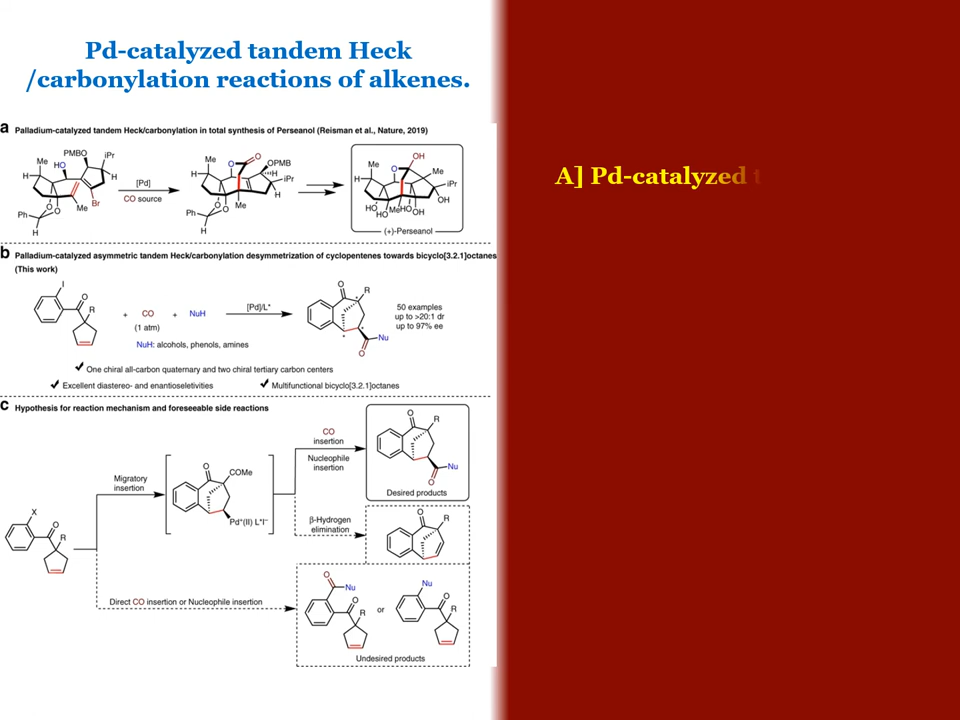 Pd-catalyzed tandem Heck
/carbonylation reactions of alkenes.
a Palladium-catalyzed tandem Heck/carbonylation in total synthesis of Perseanol (Reisman et al., Nature, 2019)
PMBO iPr
Me HO
H H
O O Me Br
Ph H
[Pd]
CO source
Me O O OPMB
H H iPr
O O Me H
Ph H
OH
Me O Me
H iPr
HO HO Me HO OH OH
(+)-Perseanol
b Palladium-catalyzed asymmetric tandem Heck/carbonylation desymmetrization of cyclopentenes towards bicyclo[3.2.1]octanes
(This work)
I O R
+ CO + NuH
(1 atm)
NuH: alcohols, phenols, amines
[Pd]/L*
O R * * * Nu O
50 examples
up to >20:1 dr
up to 97% ee
✓ One chiral all-carbon quaternary and two chiral tertiary carbon centers
✓ Excellent diastereo- and enantioseletivities ✓ Multifunctional bicyclo[3.2.1]octanes
c Hypothesis for reaction mechanism and foreseeable side reactions
X O R
Migratory
insertion
O COMe
Pd+(II) L*I−
CO
insertion
Nucleophile
insertion
O R Nu O
Desired products
β-Hydrogen
elimination
O R
Direct CO insertion or Nucleophile insertion
O Nu O R or Nu O R
Undesired products
A] Pd-catalyzed t